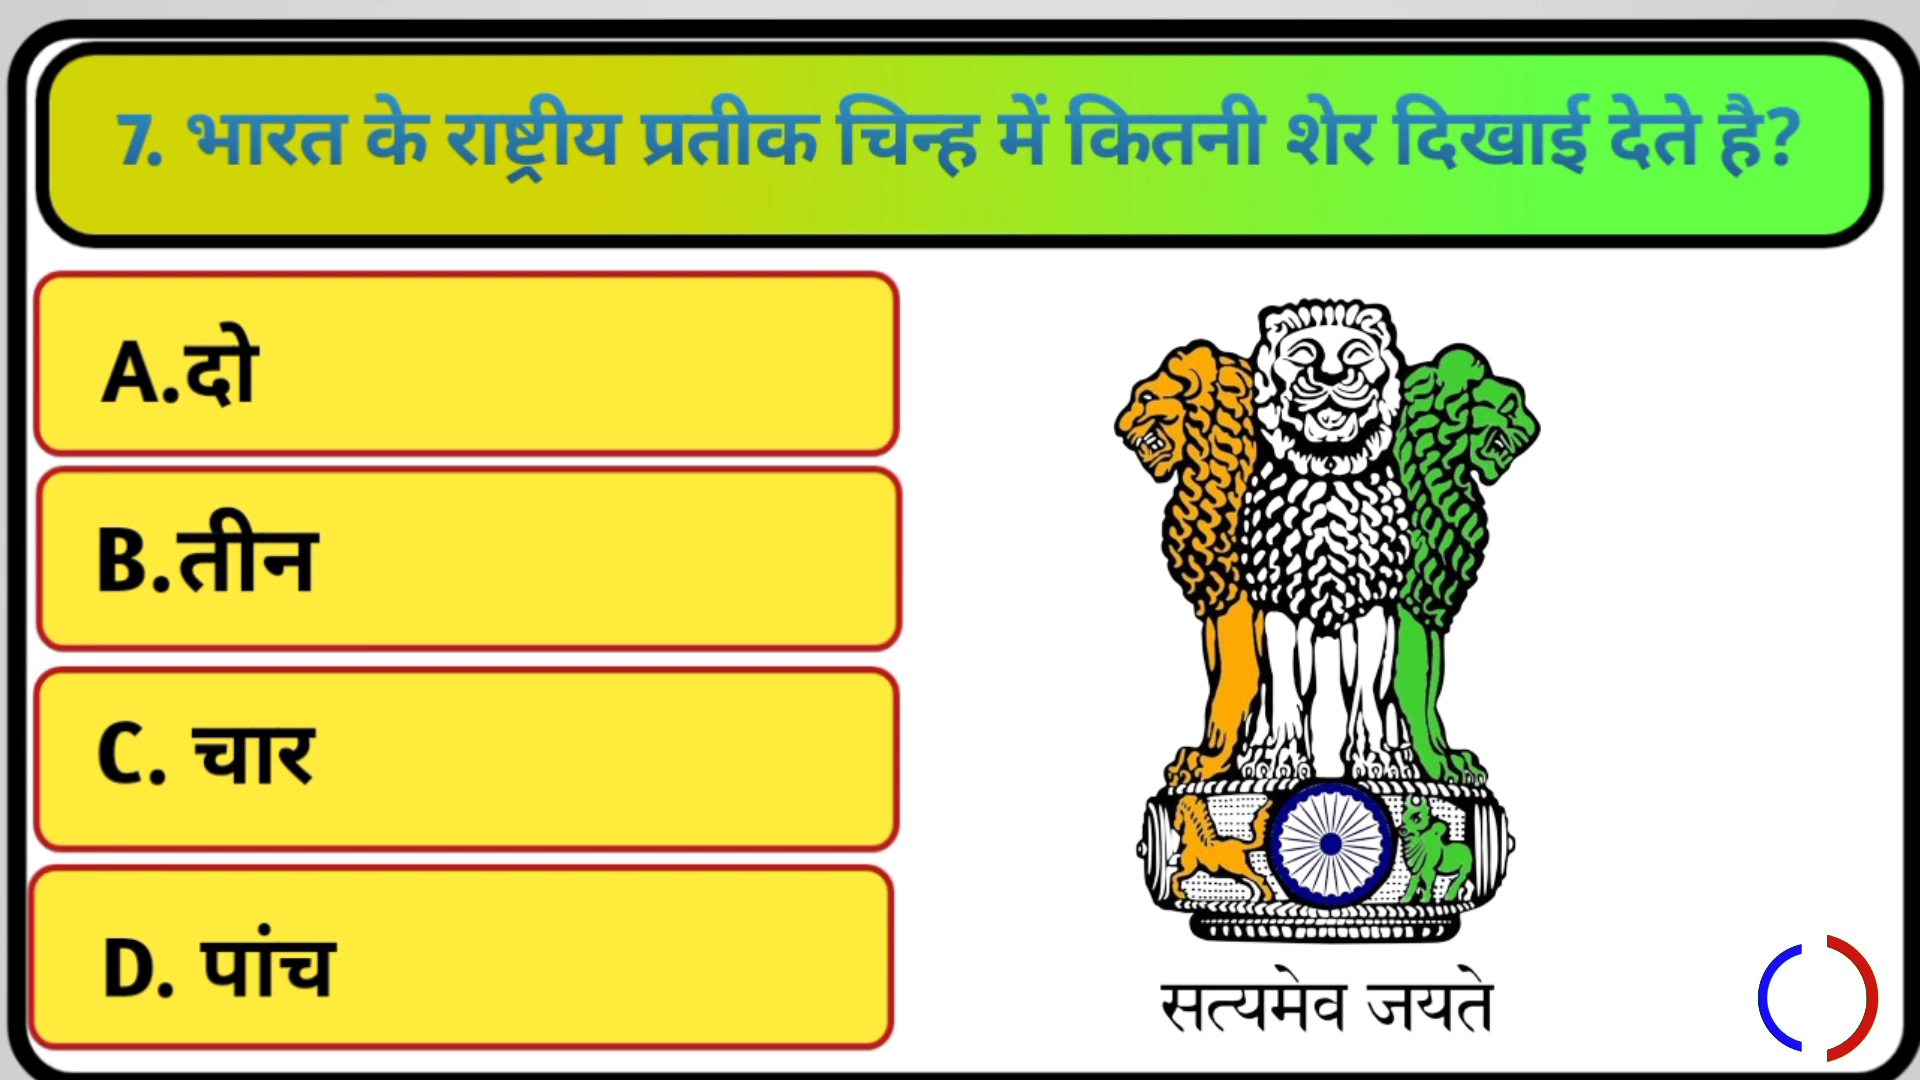 7. भारत के राष्ट्रीय प्रतीक चिन्ह में कितनी शेर दिखाई देते है?
A.दो
B.तीन
C. चार
D. पांच
सत्यमेव जयते